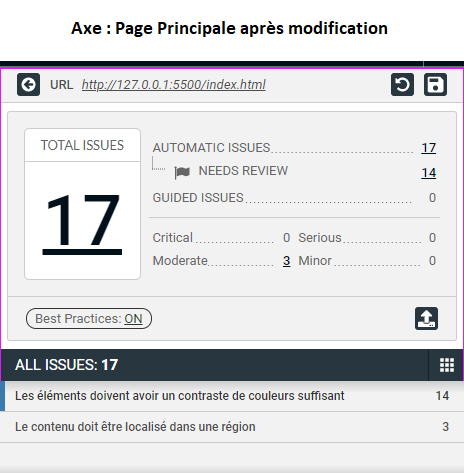 Axe : Page Principale après modification
URL http://127.0.0.1:5500/index.html
TOTAL ISSUES
17
AUTOMATIC ISSUES 17
NEEDS REVIEW 14
GUIDED ISSUES 0
Critical 0 Serious 0
Moderate 3 Minor 0
Best Practices: ON
ALL ISSUES: 17
Les éléments doivent avoir un contraste de couleurs suffisant 14
Le contenu doit être localisé dans une région 3